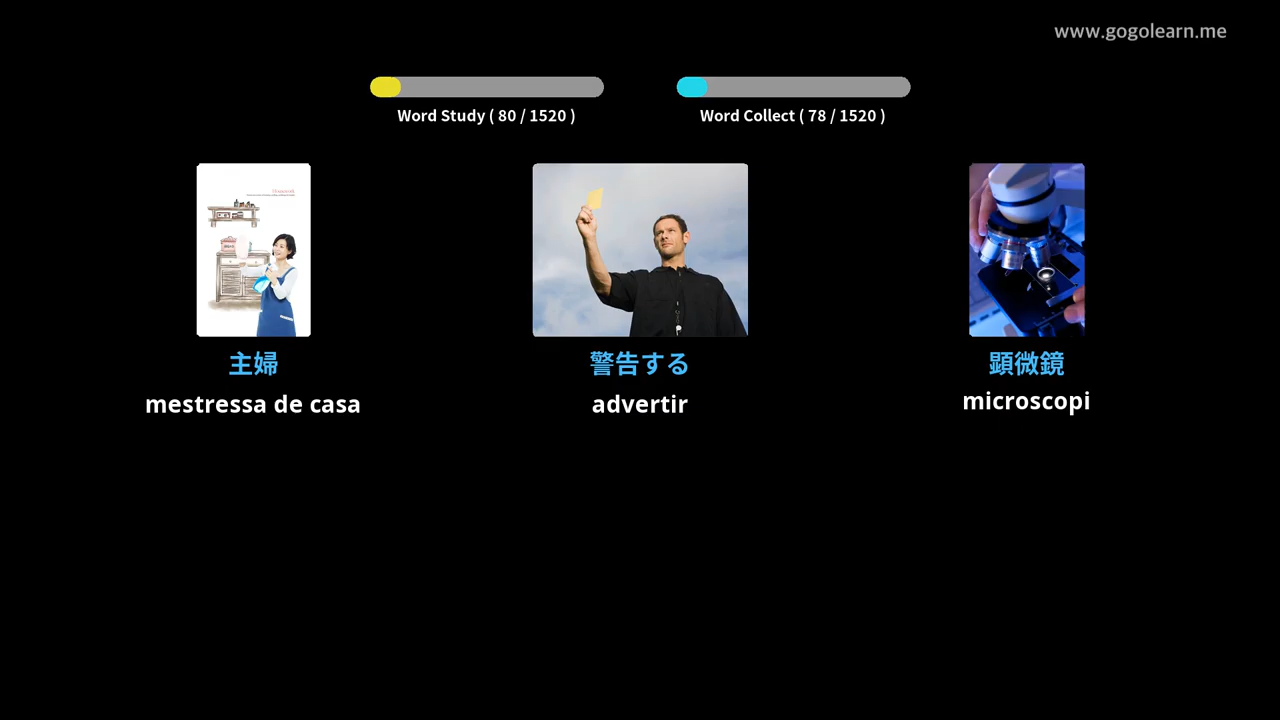 www.gogolearn.me
Word Study ( 80 / 1520 )
Word Collect ( 78 / 1520 )
主婦
警告する
顕微鏡
mestressa de casa
advertir
microscopi